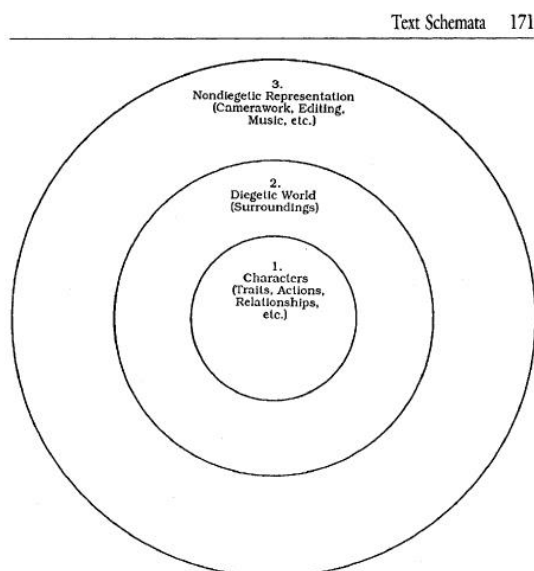 Text Schemata 171
3.
Nondiegetic Representation
(Camerawork, Editing,
Music, etc.)
2.
Diegetic World
(Surroundings)
1.
Characters
(Traits, Actions,
Relationships,
etc.)